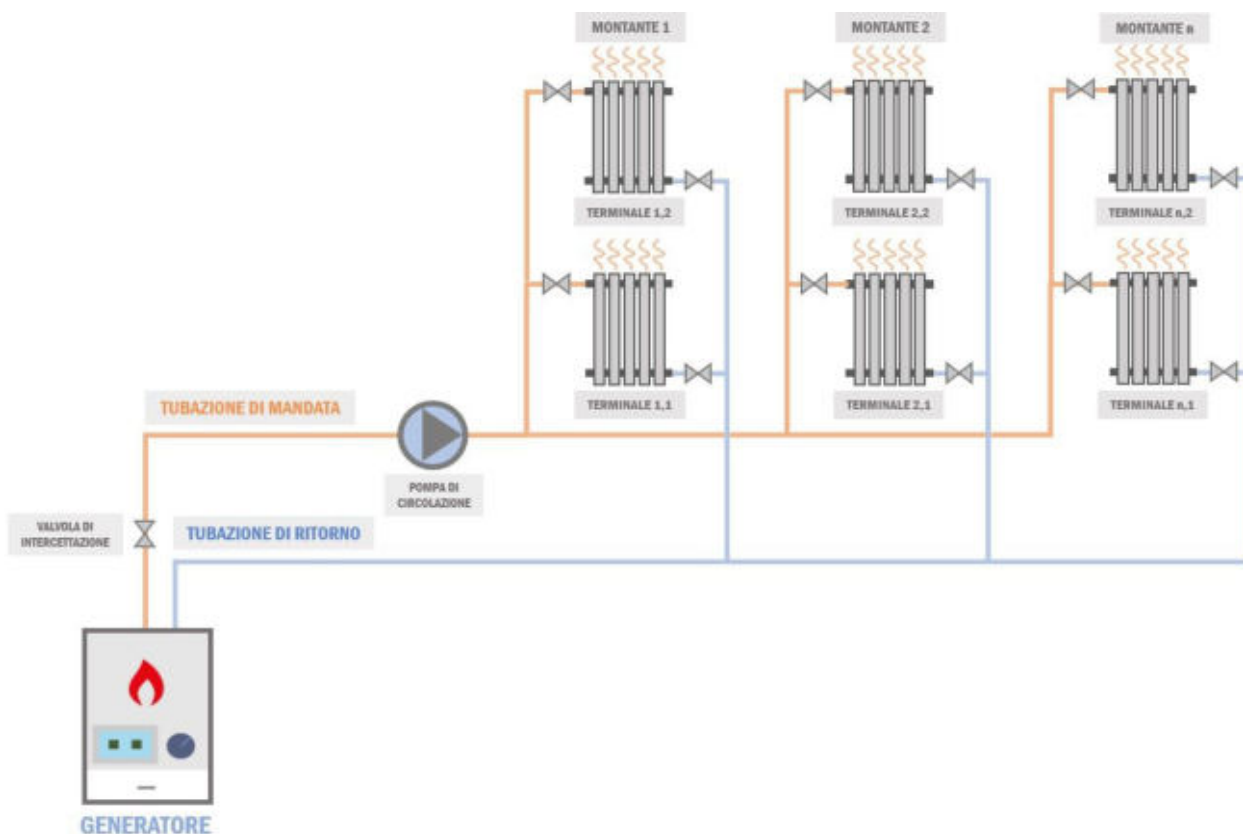 MONTANTE 1
MONTANTE 2
MONTANTE n
TERMINALE 1,2
TERMINALE 2,2
TERMINALE n,2
TERMINALE 1,1
TERMINALE 2,1
TERMINALE n,1
TUBAZIONE DI MANDATA
POMPA DI
CIRCOLAZIONE
VALVOLA DI
INTERCETTAZIONE
TUBAZIONE DI RITORNO
GENERATORE